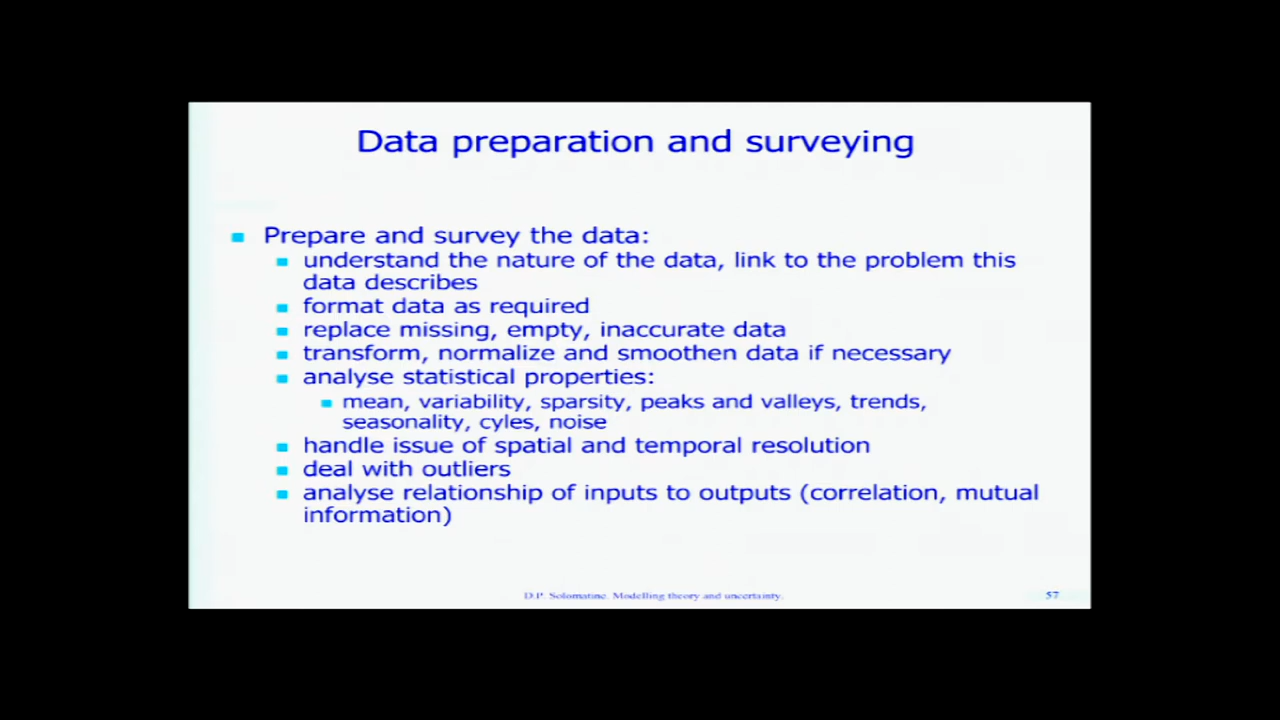 Data preparation and surveying
Prepare and survey the data:
understand the nature of the data, link to the problem this
data describes
format data as required
replace missing, empty, inaccurate data
transform, normalize and smoothen data if necessary
analyse statistical properties:
mean, variability, sparsity, peaks and valleys, trends,
seasonality, cyles, noise
handle issue of spatial and temporal resolution
deal with outliers
analyse relationship of inputs to outputs (correlation, mutual
information)
D.P. Solomatine. Modelling theory and uncertainty.
57